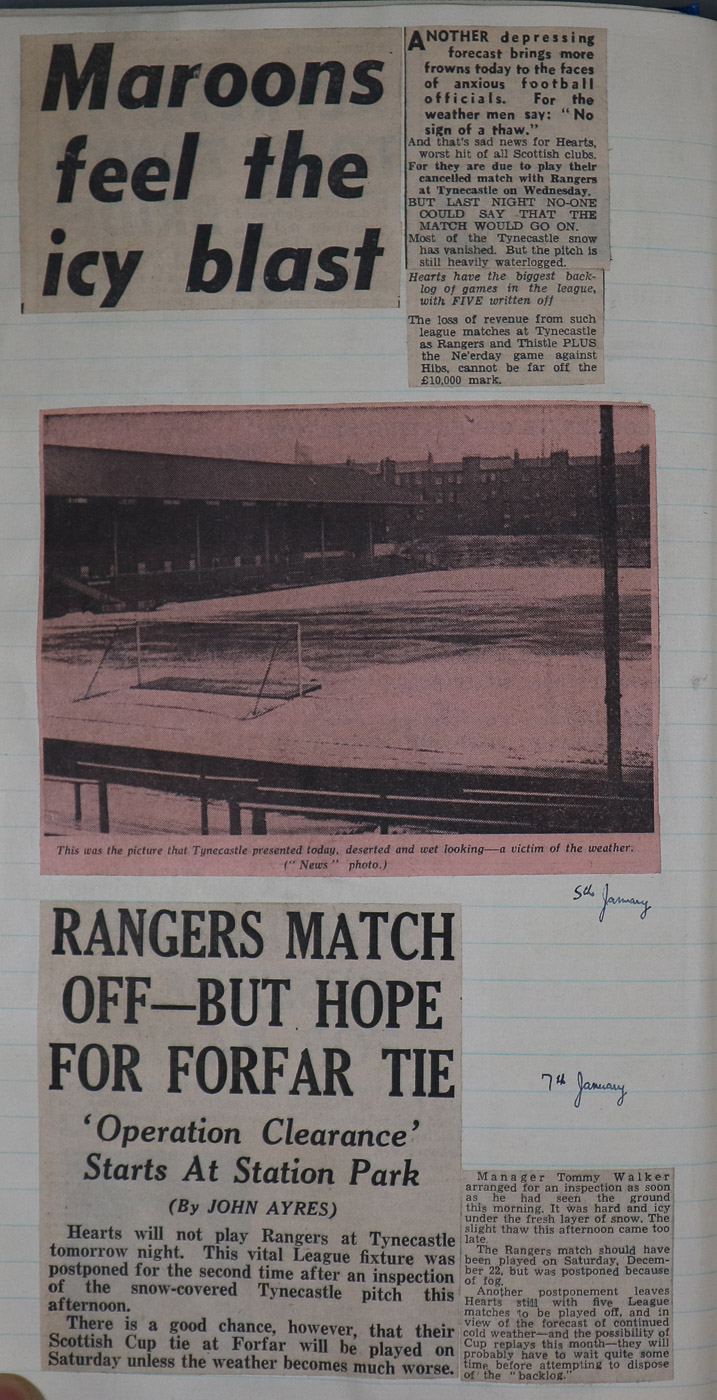 Maroons
feel the
icy blast
ANOTHER depressing
forecast brings more
frowns today to the faces
of anxious football
officials. For the
weather men say: "No
sign of a thaw."
And that's sad news for Hearts,
worst hit of all Scottish clubs.
For they are due to play their
cancelled match with Rangers
at Tynecastle on Wednesday.
BUT LAST NIGHT NO-ONE
COULD SAY THAT THE
MATCH WOULD GO ON.
Most of the Tynecastle snow
has vanished. But the pitch is
still heavily waterlogged.
Hearts have the biggest back-
log of games in the league,
with FIVE written off
The loss of revenue from such
league matches at Tynecastle
as Rangers and Thistle PLUS
the Ne'erday game against
Hibs, cannot be far off the
£10,000 mark.
This was the picture that Tynecastle presented today, deserted and wet looking—a victim of the weather.
("News" photo.)
5th January
RANGERS MATCH
OFF—BUT HOPE
FOR FORFAR TIE
'Operation Clearance'
Starts At Station Park
(By JOHN AYRES)
Hearts will not play Rangers at Tynecastle
tomorrow night. This vital League fixture was
postponed for the second time after an inspection
of the snow-covered Tynecastle pitch this
afternoon.
There is a good chance, however, that their
Scottish Cup tie at Forfar will be played on
Saturday unless the weather becomes much worse.
7th January
Manager Tommy Walker
arranged for an inspection as soon
as he had seen the ground
this morning. It was hard and icy
under the fresh layer of snow. The
slight thaw this afternoon came too
late.
The Rangers match should have
been played on Saturday, Decem-
ber 22, but was postponed because
of fog.
Another postponement leaves
Hearts still with five League
matches to be played off, and in
view of the forecast of continued
cold weather—and the possibility of
Cup replays this month—they will
probably have to wait quite some
time before attempting to dispose
of the "backlog."